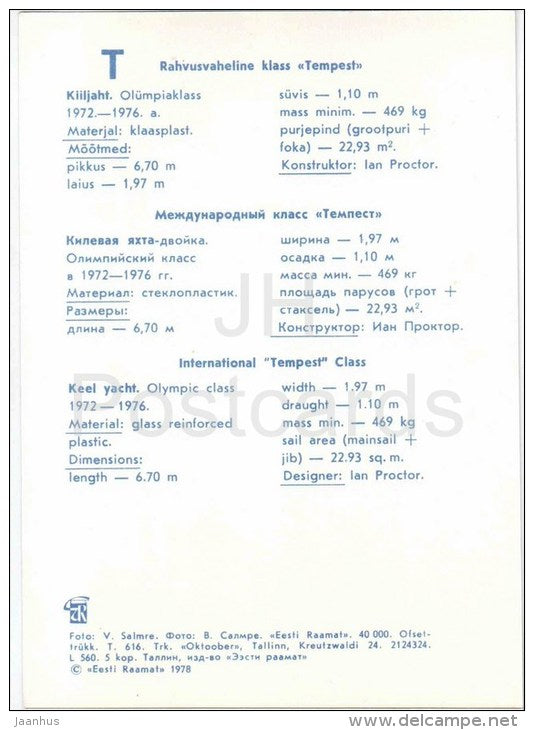 T
Rahvusvaheline klass «Tempest»
Kiiljaht. Olümpiaklass
1972.—1976. a.
Materjal: klaasplast.
Mõõtmed:
pikkus — 6,70 m
laius — 1,97 m
süvis — 1,10 m
mass minim. — 469 kg
purjepind (grootpuri +
foka) — 22,93 m².
Konstruktor: Ian Proctor.
Международный класс «Темпест»
Килевая яхта-двойка.
Олимпийский класс
в 1972—1976 гг.
Материал: стеклопластик.
Размеры:
длина — 6,70 м
ширина — 1,97 м
осадка — 1,10 м
масса мин. — 469 кг
площадь парусов (грот +
стаксель) — 22,93 м².
Конструктор: Иан Проктор.
International "Tempest" Class
Keel yacht. Olympic class
1972—1976.
Material: glass reinforced
plastic.
Dimensions:
length — 6.70 m
width — 1.97 m
draught — 1.10 m
mass min. — 469 kg
sail area (mainsail +
jib) — 22.93 sq. m.
Designer: Ian Proctor.
JH
Postcards
Foto: V. Salmre. Фото: В. Салмре. «Eesti Raamat». 40 000. Ofset-
trükk. T. 616. Trk. «Oktoober», Tallinn, Kreutzwaldi 24. 2124324.
L 560. 5 kop. Таллин, изд-во «Ээсти раамат»
© «Eesti Raamat» 1978
jaanhus
www.delcampe.net